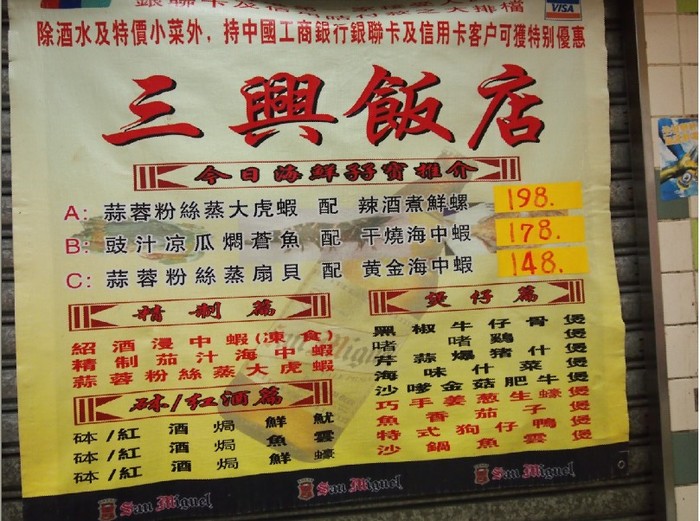 VISA
除酒水及特價小菜外，持中國工商銀行銀聯卡及信用卡客户可獲特别優惠
三興飯店
今日海鮮孖寶推介
A: 蒜蓉粉絲蒸大虎蝦 配 辣酒煮鮮螺 198.
B: 豉汁凉瓜燜蒼魚 配 干燒海中蝦 178.
C: 蒜蓉粉絲蒸扇貝 配 黄金海中蝦 148.
精制篇
紹酒漫中蝦(凍食)
精制茄汁海中蝦
蒜蓉粉絲蒸大虎蝦
砵/紅酒篇
砵/紅酒焗鮮魷
砵/紅酒焗魚雲
砵/紅酒焗鮮蠔
煲仔篇
黑椒牛仔骨煲
啫啫鷄煲
芹蒜爆猪什煲
海味什菜煲
沙嗲金菇肥牛煲
巧手姜葱生蠔煲
魚香茄子煲
特式狗仔鴨煲
沙鍋魚雲煲
San Miguel
San Miguel
San Miguel